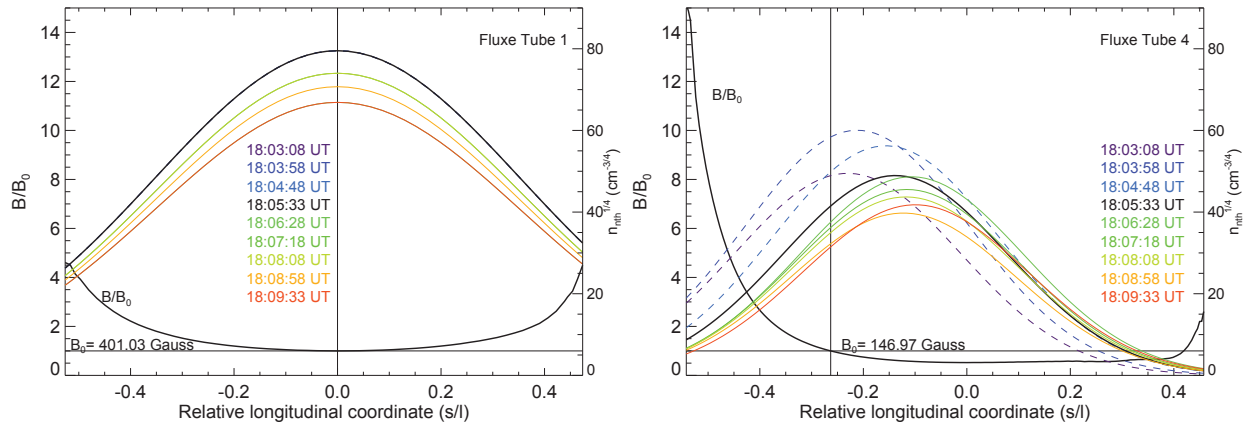 Fluxe Tube 1
B/B0
14
12
10
8
6
4
2
0
80
60
40
20
0
nnth^1/4 (cm^-3/4)
18:03:08 UT
18:03:58 UT
18:04:48 UT
18:05:33 UT
18:06:28 UT
18:07:18 UT
18:08:08 UT
18:08:58 UT
18:09:33 UT
B/B0
B0= 401.03 Gauss
-0.4 -0.2 0.0 0.2 0.4
Relative longitudinal coordinate (s/l)
Fluxe Tube 4
B/B0
14
12
10
8
6
4
2
0
80
60
40
20
0
nnth^1/4 (cm^-3/4)
B/B0
18:03:08 UT
18:03:58 UT
18:04:48 UT
18:05:33 UT
18:06:28 UT
18:07:18 UT
18:08:08 UT
18:08:58 UT
18:09:33 UT
B0= 146.97 Gauss
-0.4 -0.2 0.0 0.2 0.4
Relative longitudinal coordinate (s/l)